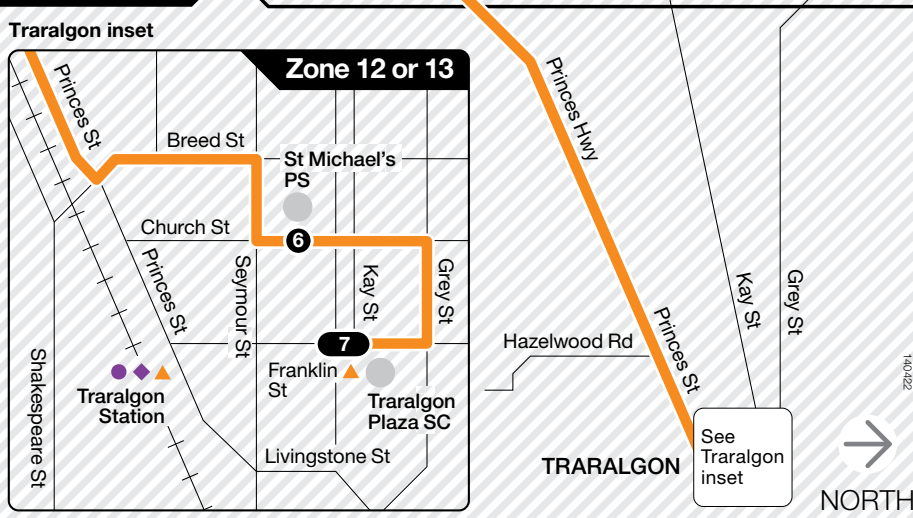 Traralgon inset
Zone 12 or 13
Princes St
Breed St
St Michael's
PS
Church St
6
Princes St
Seymour St
Kay St
Grey St
7
Franklin
St
Traralgon
Plaza SC
Shakespeare St
Traralgon
Station
Livingstone St
Princes Hwy
Kay St
Grey St
Hazelwood Rd
Princes St
TRARALGON
See
Traralgon
inset
140422
NORTH